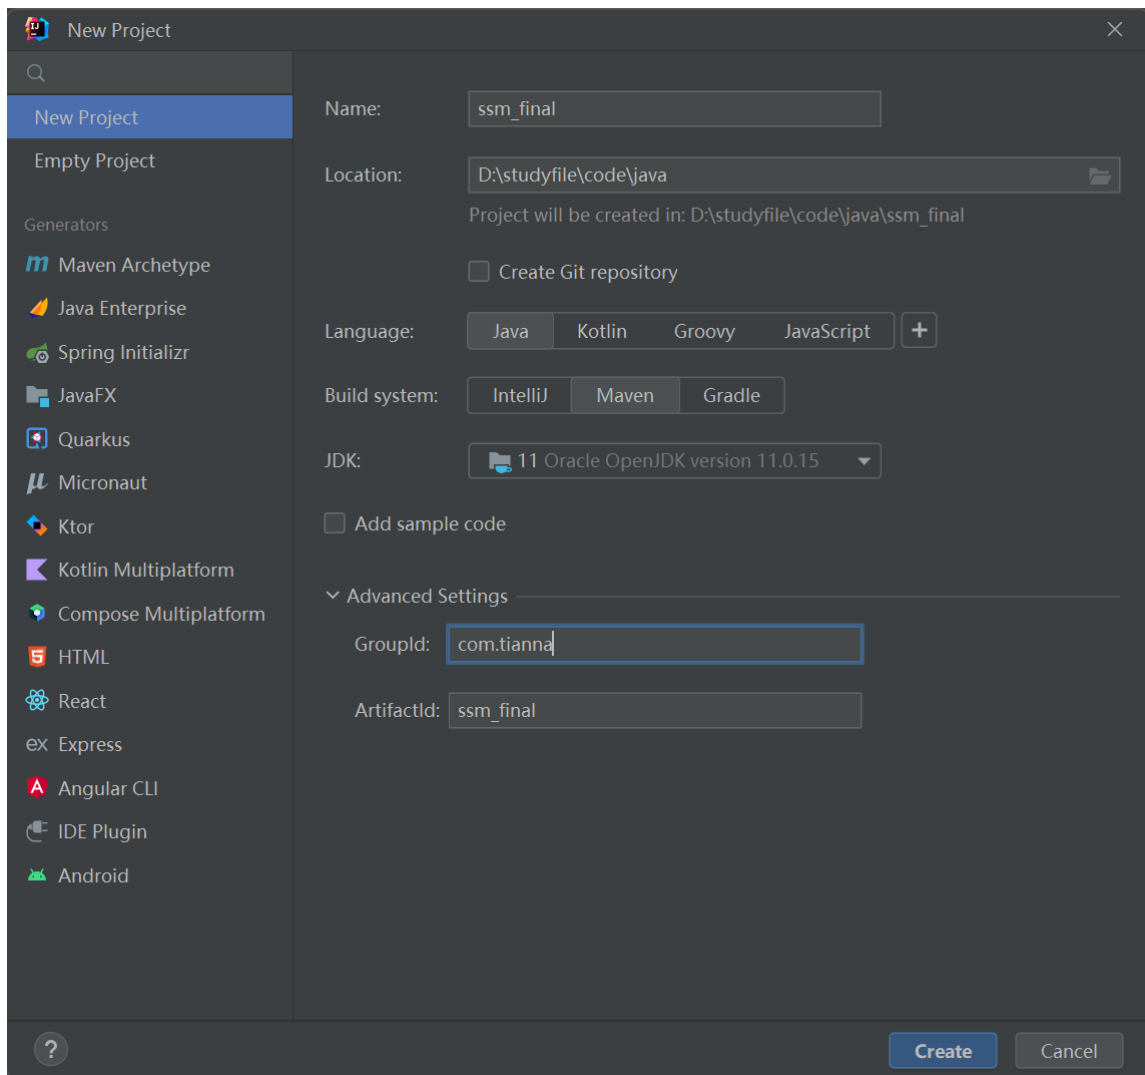 New Project
New Project
Empty Project
Generators
Maven Archetype
Java Enterprise
Spring Initializr
JavaFX
Quarkus
Micronaut
Ktor
Kotlin Multiplatform
Compose Multiplatform
HTML
React
ex Express
Angular CLI
IDE Plugin
Android
Name: ssm_final
Location: D:\studyfile\code\java
Project will be created in: D:\studyfile\code\java\ssm_final
Create Git repository
Language: Java Kotlin Groovy JavaScript +
Build system: IntelliJ Maven Gradle
JDK: 11 Oracle OpenJDK version 11.0.15
Add sample code
Advanced Settings
GroupId: com.tianna
ArtifactId: ssm_final
? Create Cancel